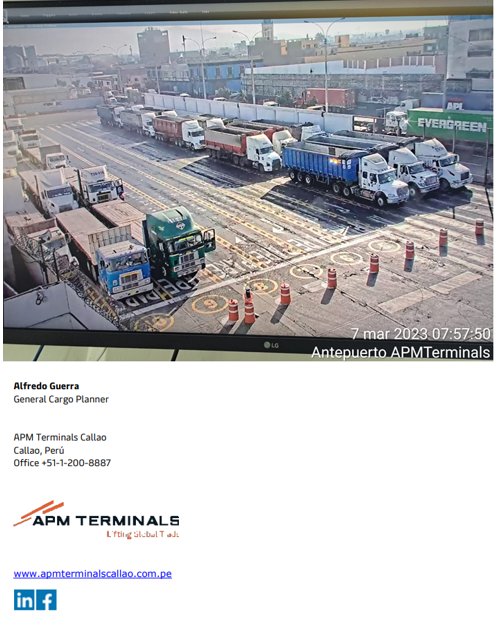 EVERGREEN
LG
7 mar 2023 07:57:50
Antepuerto APMTerminals
Alfredo Guerra
General Cargo Planner
APM Terminals Callao
Callao, Perú
Office +51-1-200-8887
APM TERMINALS
Lifting Global Trade
www.apmterminalscallao.com.pe
in f